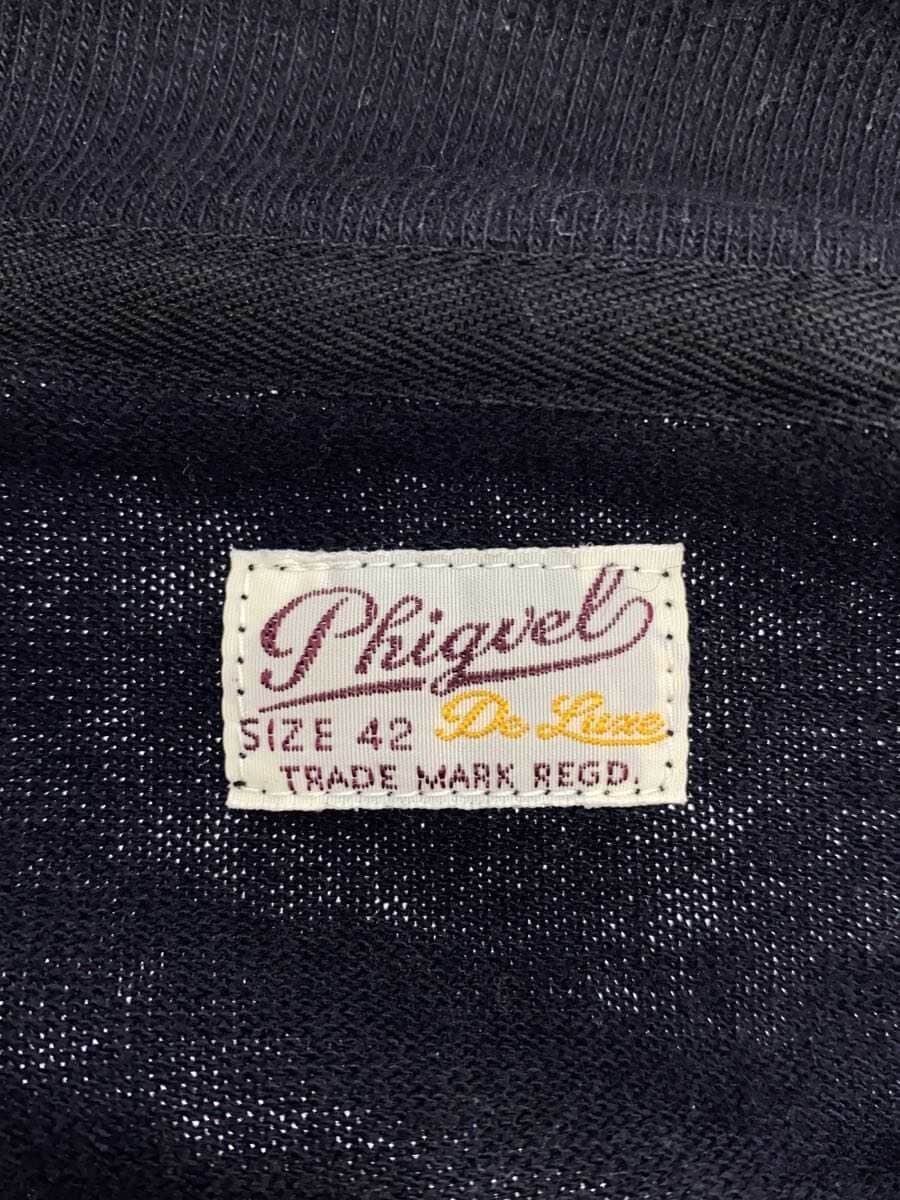 Phigvel
SIZE 42 De Luxe
TRADE MARK REGD.